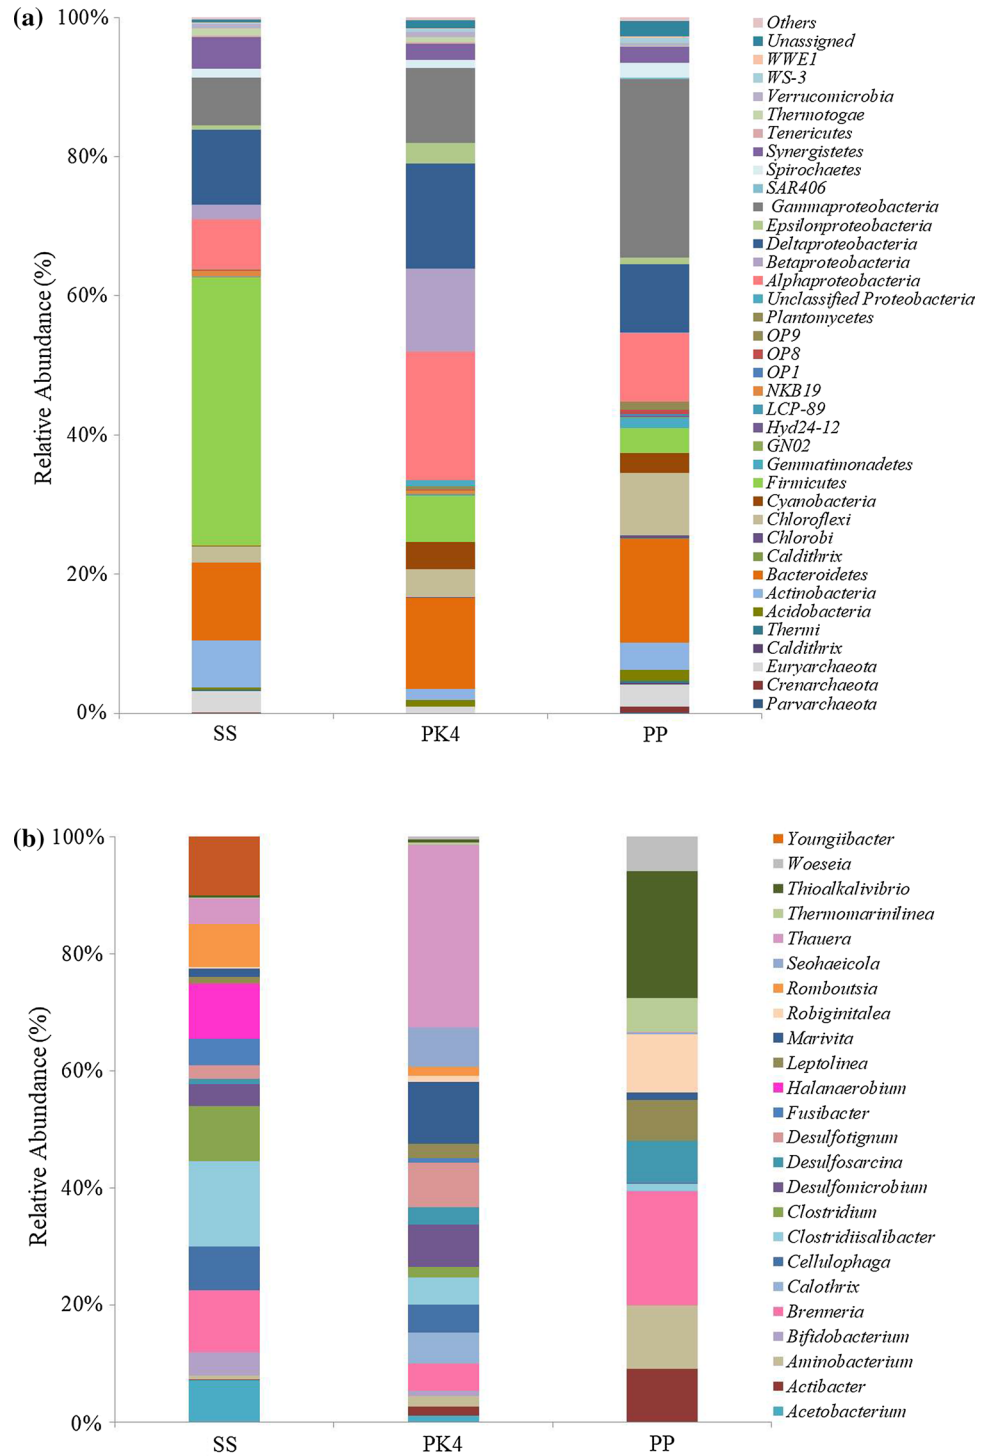 (a)
100%
80%
60%
40%
20%
0%
Relative Abundance (%)
SS
PK4
PP
Others
Unassigned
WWE1
WS-3
Verrucomicrobia
Thermotogae
Tenericutes
Synergistetes
Spirochaetes
SAR406
Gammaproteobacteria
Epsilonproteobacteria
Deltaproteobacteria
Betaproteobacteria
Alphaproteobacteria
Unclassified Proteobacteria
Plantomycetes
OP9
OP8
OP1
NKB19
LCP-89
Hyd24-12
GN02
Gemmatimonadetes
Firmicutes
Cyanobacteria
Chloroflexi
Chlorobi
Caldithrix
Bacteroidetes
Actinobacteria
Acidobacteria
Thermi
Caldithrix
Euryarchaeota
Crenarchaeota
Parvarchaeota
(b)
100%
80%
60%
40%
20%
0%
Relative Abundance (%)
SS
PK4
PP
Youngiibacter
Woeseia
Thioalkalivibrio
Thermomarinilinea
Thauera
Seohaeicola
Romboutsia
Robiginitalea
Marivita
Leptolinea
Halanaerobium
Fusibacter
Desulfotignum
Desulfosarcina
Desulfomicrobium
Clostridium
Clostridiisalibacter
Cellulophaga
Calothrix
Brenneria
Bifidobacterium
Aminobacterium
Actibacter
Acetobacterium